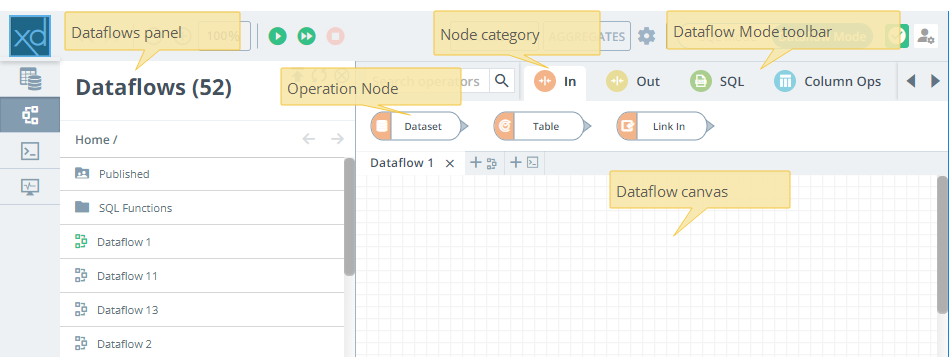 xd
Dataflows panel
100%
Node category
AGGREGATES
Dataflow Mode toolbar
Mode
Dataflows (52)
Operation Node
operators
In
Out
SQL
Column Ops
Dataset
Table
Link In
Home /
Dataflow 1
Published
SQL Functions
Dataflow 1
Dataflow 11
Dataflow 13
Dataflow 2
Dataflow canvas